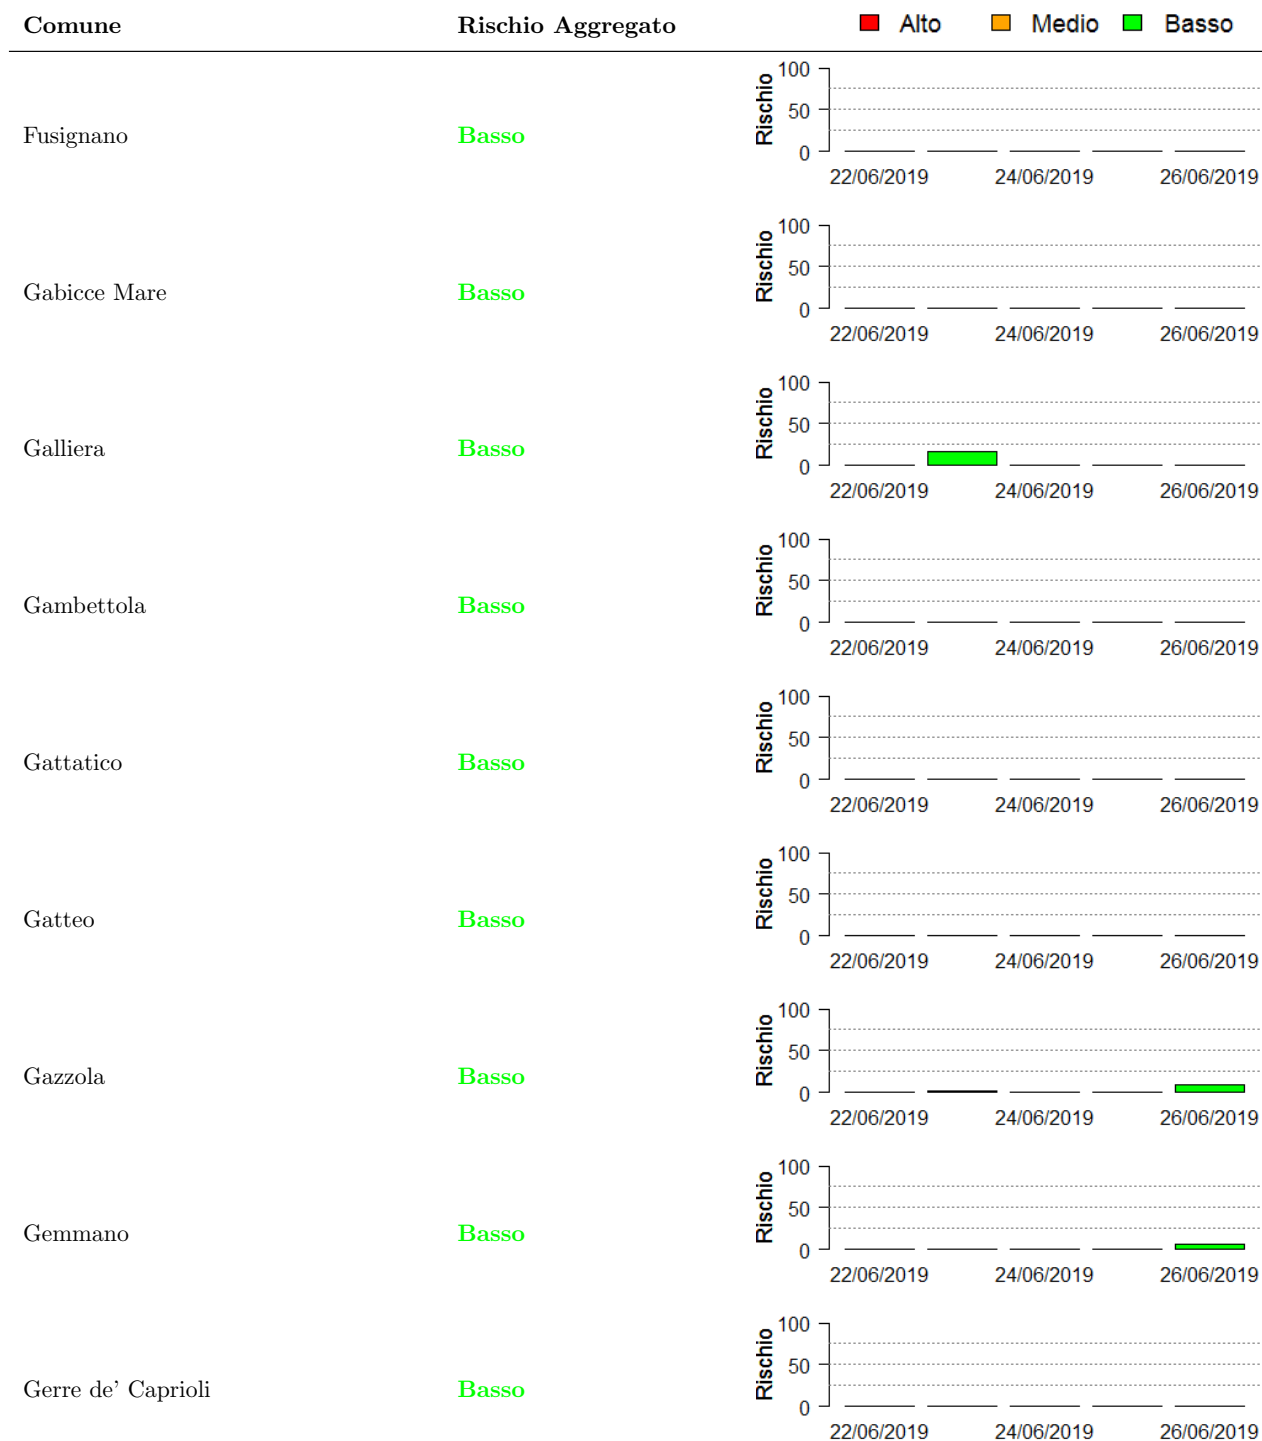 Comune Rischio Aggregato Alto Medio Basso
100
Rischio
50
Fusignano Basso
0
22/06/2019 24/06/2019 26/06/2019
100
Rischio
50
Gabicce Mare Basso
0
22/06/2019 24/06/2019 26/06/2019
100
Rischio
50
Galliera Basso
0
22/06/2019 24/06/2019 26/06/2019
100
Rischio
50
Gambettola Basso
0
22/06/2019 24/06/2019 26/06/2019
100
Rischio
50
Gattatico Basso
0
22/06/2019 24/06/2019 26/06/2019
100
Rischio
50
Gatteo Basso
0
22/06/2019 24/06/2019 26/06/2019
100
Rischio
50
Gazzola Basso
0
22/06/2019 24/06/2019 26/06/2019
100
Rischio
50
Gemmano Basso
0
22/06/2019 24/06/2019 26/06/2019
100
Rischio
50
Gerre de’ Caprioli Basso
0
22/06/2019 24/06/2019 26/06/2019